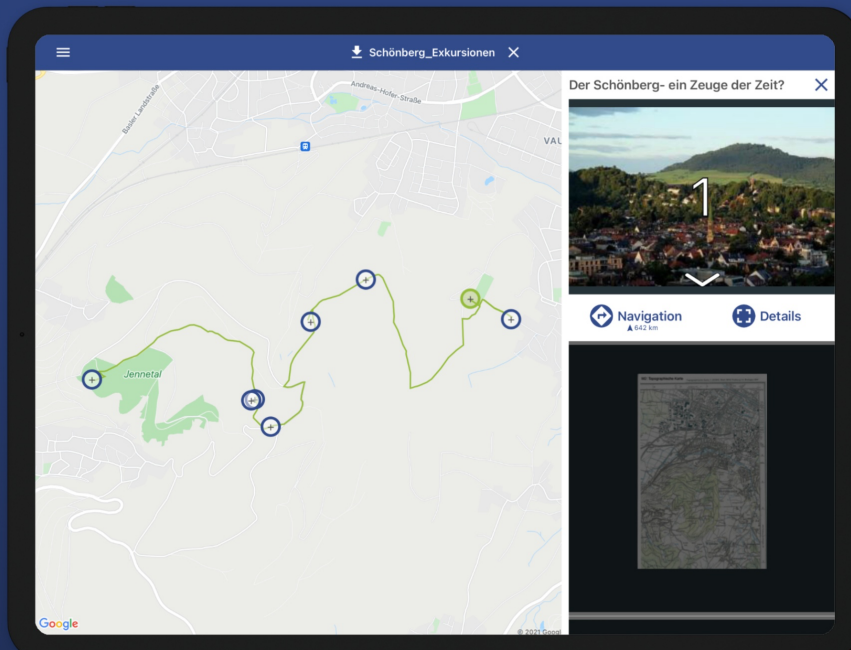 Schönberg_Exkursionen
Basler Landstraße
Andreas-Hofer-Straße
VAU
Jennetal
Google
© 2021 Googl
Der Schönberg- ein Zeuge der Zeit?
1
Navigation
642 km
Details